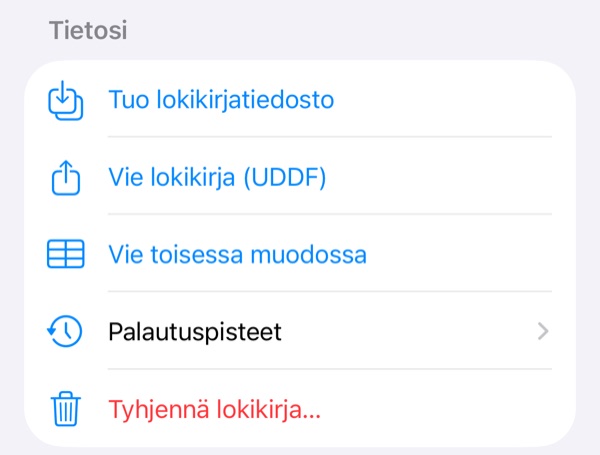 Tietosi
Tuo lokikirjatiedosto
Vie lokikirja (UDDF)
Vie toisessa muodossa
Palautuspisteet
Tyhjennä lokikirja...